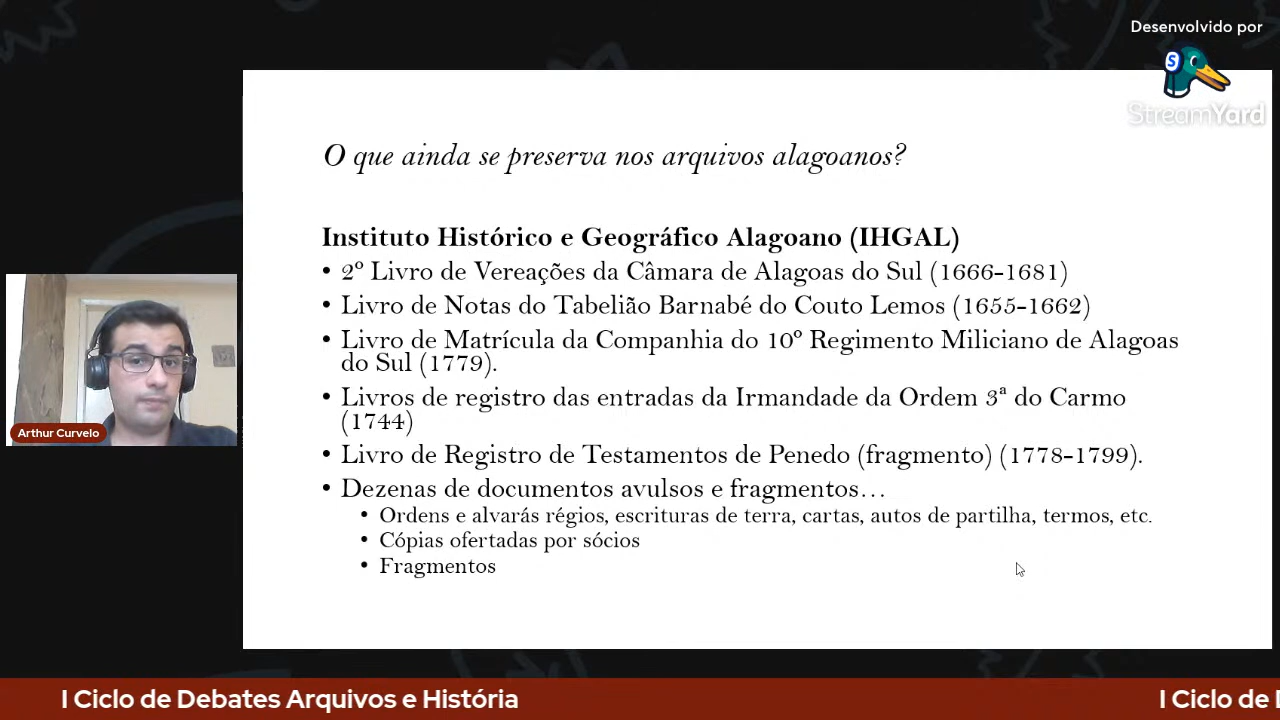 Desenvolvido por
S
StreamYard
O que ainda se preserva nos arquivos alagoanos?
Instituto Histórico e Geográfico Alagoano (IHGAL)
• 2º Livro de Vereações da Câmara de Alagoas do Sul (1666-1681)
• Livro de Notas do Tabelião Barnabé do Couto Lemos (1655-1662)
• Livro de Matrícula da Companhia do 10º Regimento Miliciano de Alagoas
do Sul (1779).
• Livros de registro das entradas da Irmandade da Ordem 3ª do Carmo
(1744)
• Livro de Registro de Testamentos de Penedo (fragmento) (1778-1799).
• Dezenas de documentos avulsos e fragmentos…
• Ordens e alvarás régios, escrituras de terra, cartas, autos de partilha, termos, etc.
• Cópias ofertadas por sócios
• Fragmentos
Arthur Curvelo
I Ciclo de Debates Arquivos e História
I Ciclo de